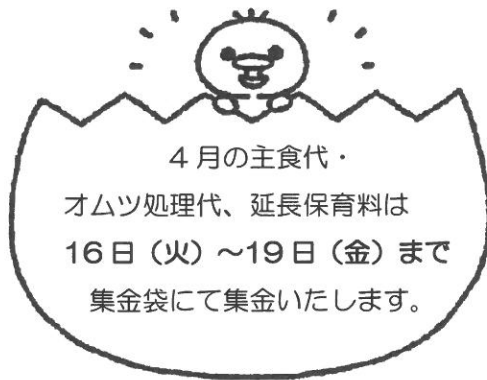 4月の主食代・
オムツ処理代、延長保育料は
16日（火）～19日（金）まで
集金袋にて集金いたします。